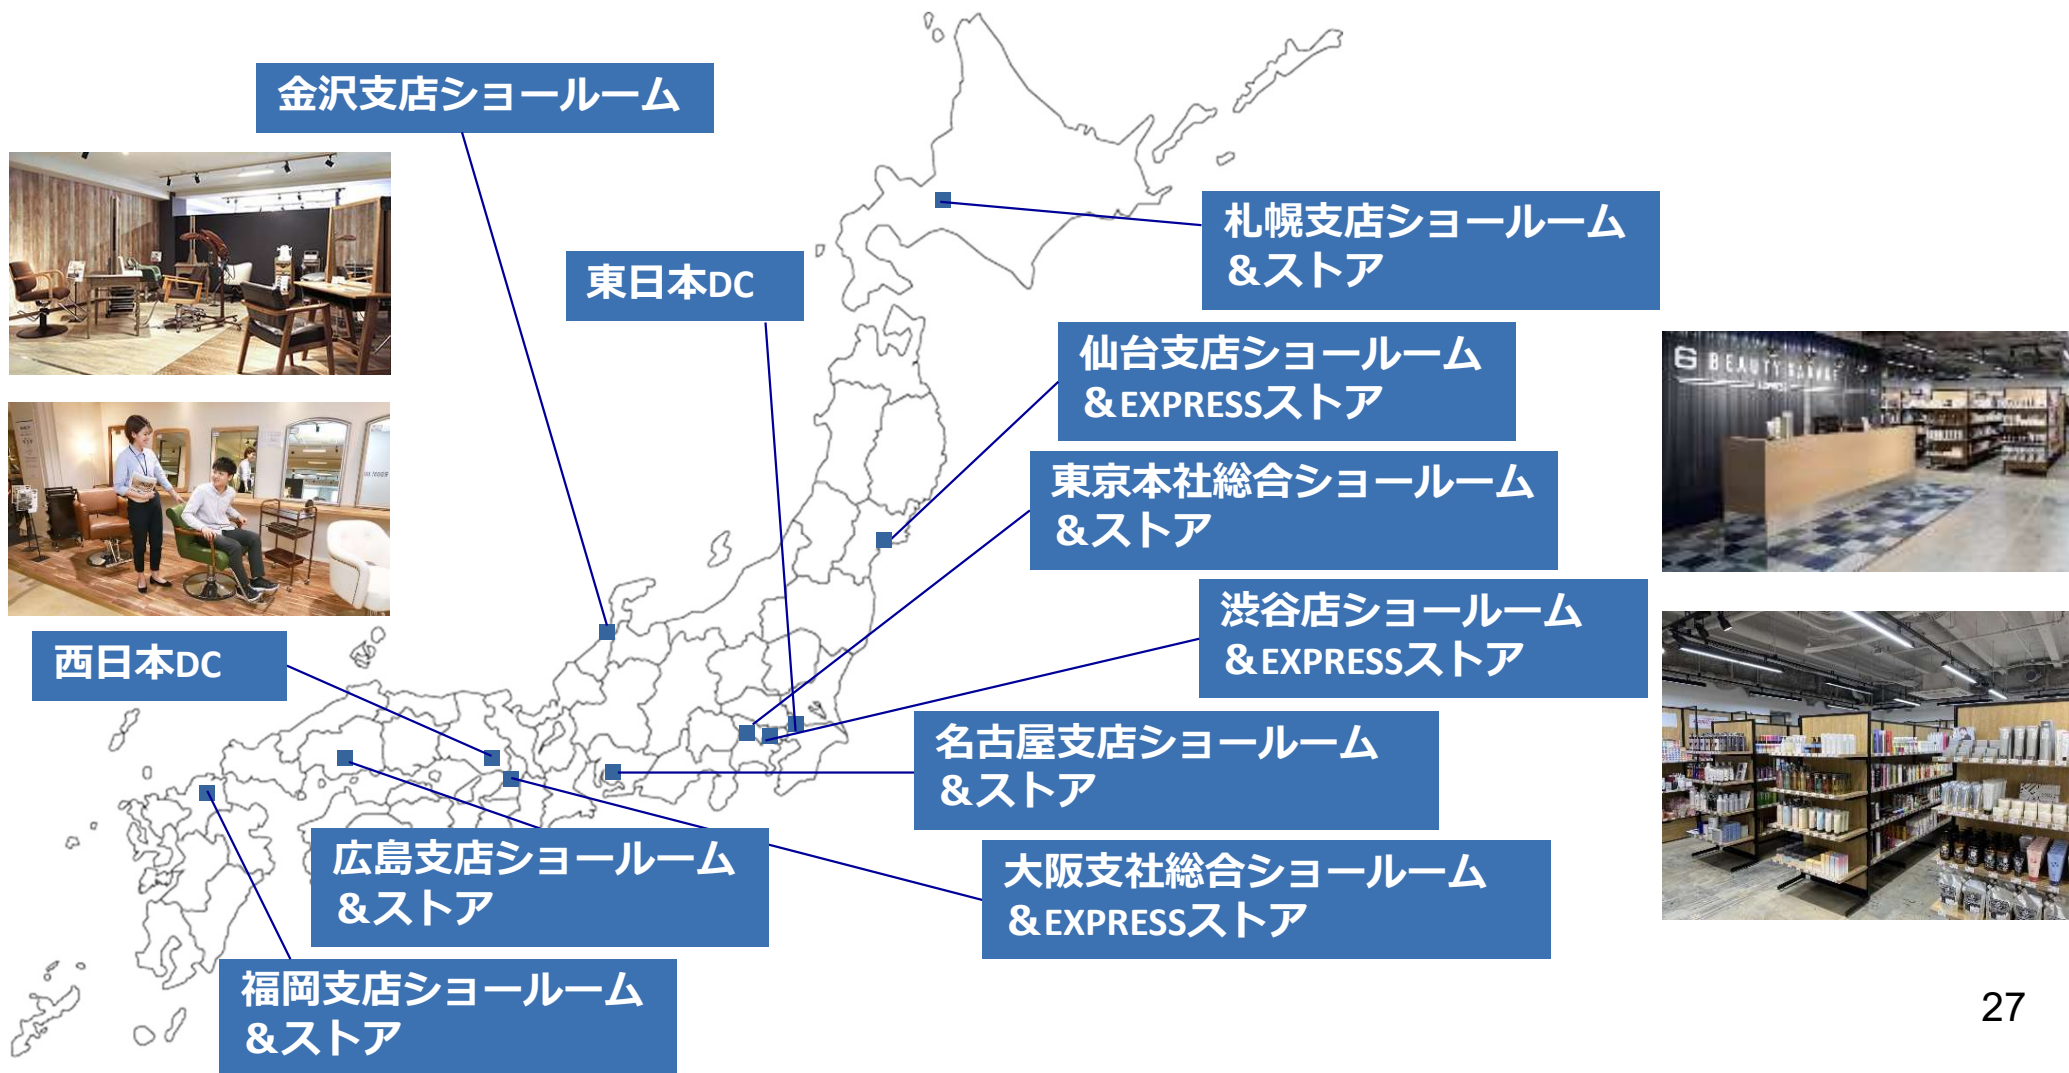 金沢支店ショールーム
札幌支店ショールーム
＆ストア
東日本DC
仙台支店ショールーム
＆EXPRESSストア
東京本社総合ショールーム
＆ストア
渋谷店ショールーム
＆EXPRESSストア
西日本DC
名古屋支店ショールーム
＆ストア
広島支店ショールーム
＆ストア
大阪支社総合ショールーム
＆EXPRESSストア
福岡支店ショールーム
＆ストア
27